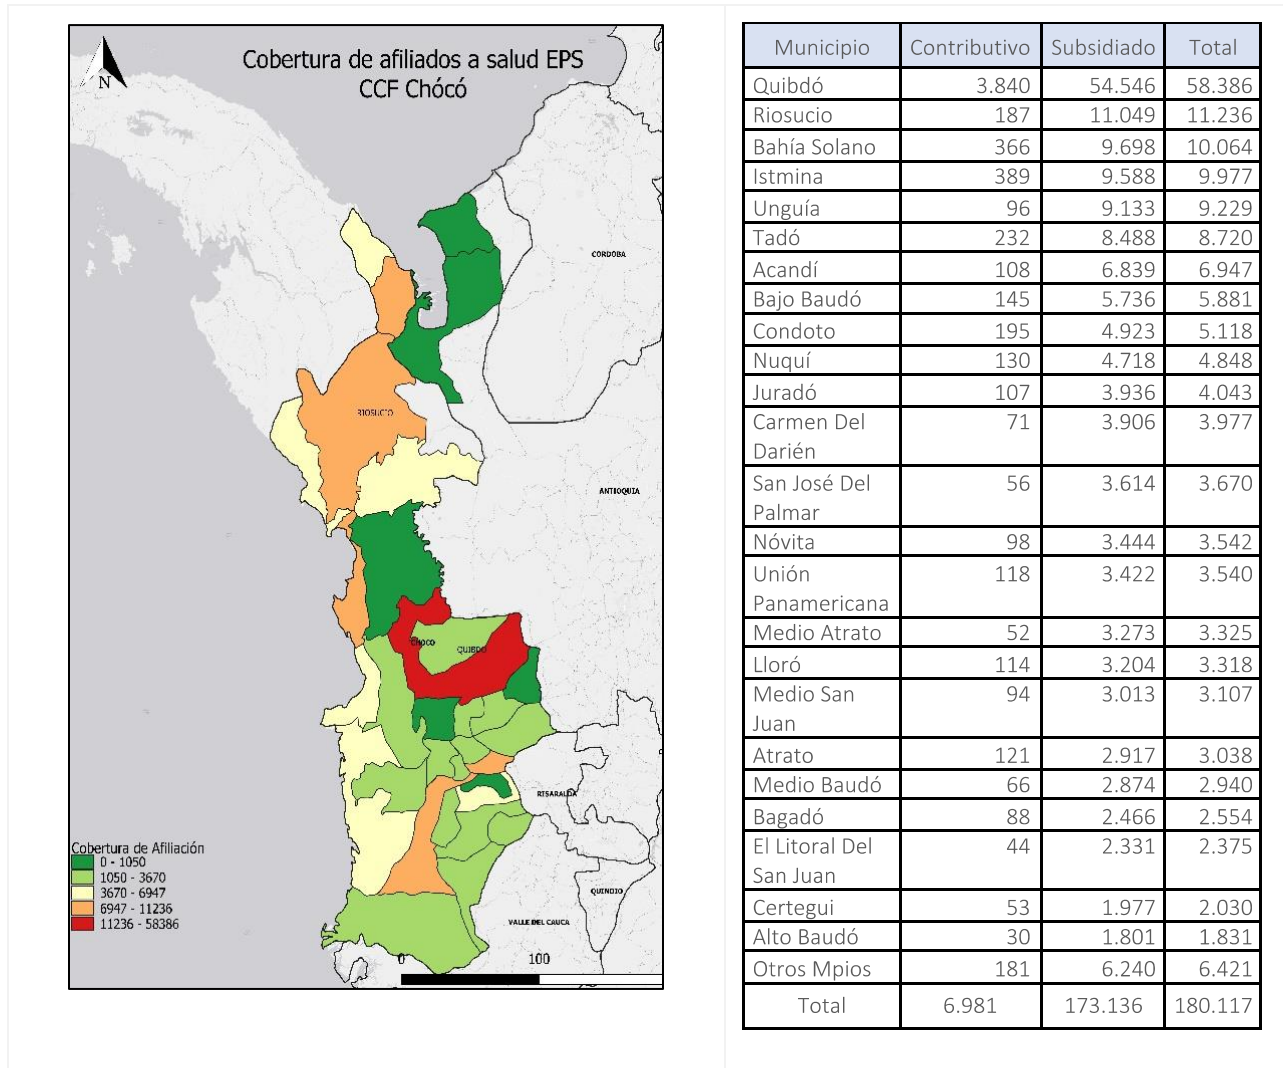 Cobertura de afiliados a salud EPS
CCF Chócó
N
CORDOBA
RIOSUCIO
ANTIOQUIA
CHOCO
QUIBDO
RISARALDA
QUINDIO
VALLE DEL CAUCA
Cobertura de Afiliación
0 - 1050
1050 - 3670
3670 - 6947
6947 - 11236
11236 - 58386
0 100
Municipio Contributivo Subsidiado Total
Quibdó 3.840 54.546 58.386
Riosucio 187 11.049 11.236
Bahía Solano 366 9.698 10.064
Istmina 389 9.588 9.977
Unguía 96 9.133 9.229
Tadó 232 8.488 8.720
Acandí 108 6.839 6.947
Bajo Baudó 145 5.736 5.881
Condoto 195 4.923 5.118
Nuquí 130 4.718 4.848
Juradó 107 3.936 4.043
Carmen Del 71 3.906 3.977
Darién
San José Del 56 3.614 3.670
Palmar
Nóvita 98 3.444 3.542
Unión 118 3.422 3.540
Panamericana
Medio Atrato 52 3.273 3.325
Lloró 114 3.204 3.318
Medio San 94 3.013 3.107
Juan
Atrato 121 2.917 3.038
Medio Baudó 66 2.874 2.940
Bagadó 88 2.466 2.554
El Litoral Del 44 2.331 2.375
San Juan
Certegui 53 1.977 2.030
Alto Baudó 30 1.801 1.831
Otros Mpios 181 6.240 6.421
Total 6.981 173.136 180.117